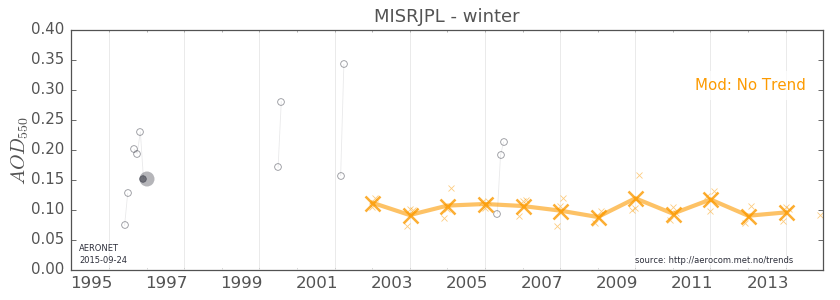 MISRJPL - winter
0.40
0.35
0.30
0.25
0.20
0.15
0.10
0.05
0.00
AOD550
Mod: No Trend
AERONET
2015-09-24
source: http://aerocom.met.no/trends
1995 1997 1999 2001 2003 2005 2007 2009 2011 2013